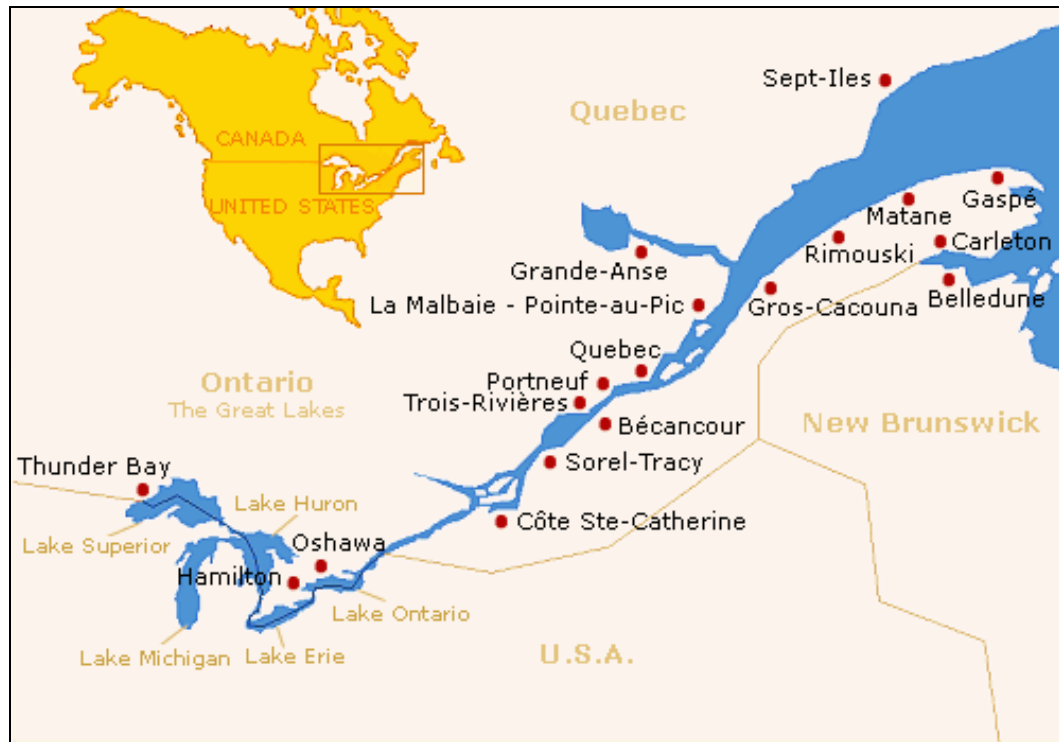 Sept-Iles
Quebec
CANADA
UNITED STATES
Gaspé
Matane
Carleton
Rimouski
Grande-Anse
Belledune
La Malbaie - Pointe-au-Pic
Gros-Cacouna
Quebec
Ontario
Portneuf
The Great Lakes
Trois-Rivières
New Brunswick
Bécancour
Thunder Bay
Sorel-Tracy
Lake Huron
Côte Ste-Catherine
Lake Superior
Oshawa
Hamilton
Lake Ontario
Lake Michigan
Lake Erie
U.S.A.